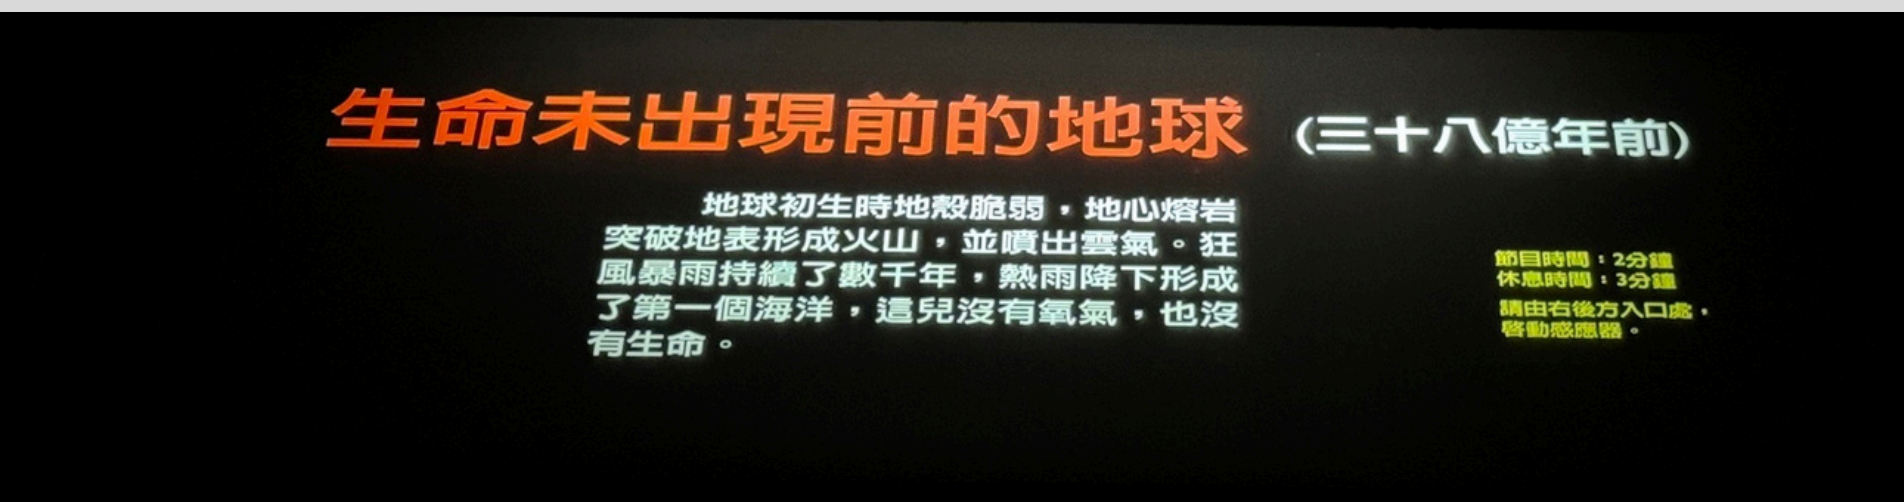 生命未出現前的地球 (三十八億年前)
地球初生時地殼脆弱，地心熔岩
突破地表形成火山，並噴出雲氣。狂
風暴雨持續了數千年，熱雨降下形成
了第一個海洋，這兒沒有氧氣，也沒
有生命。
節目時間：2分鐘
休息時間：3分鐘
請由右後方入口處，
啓動感應器。